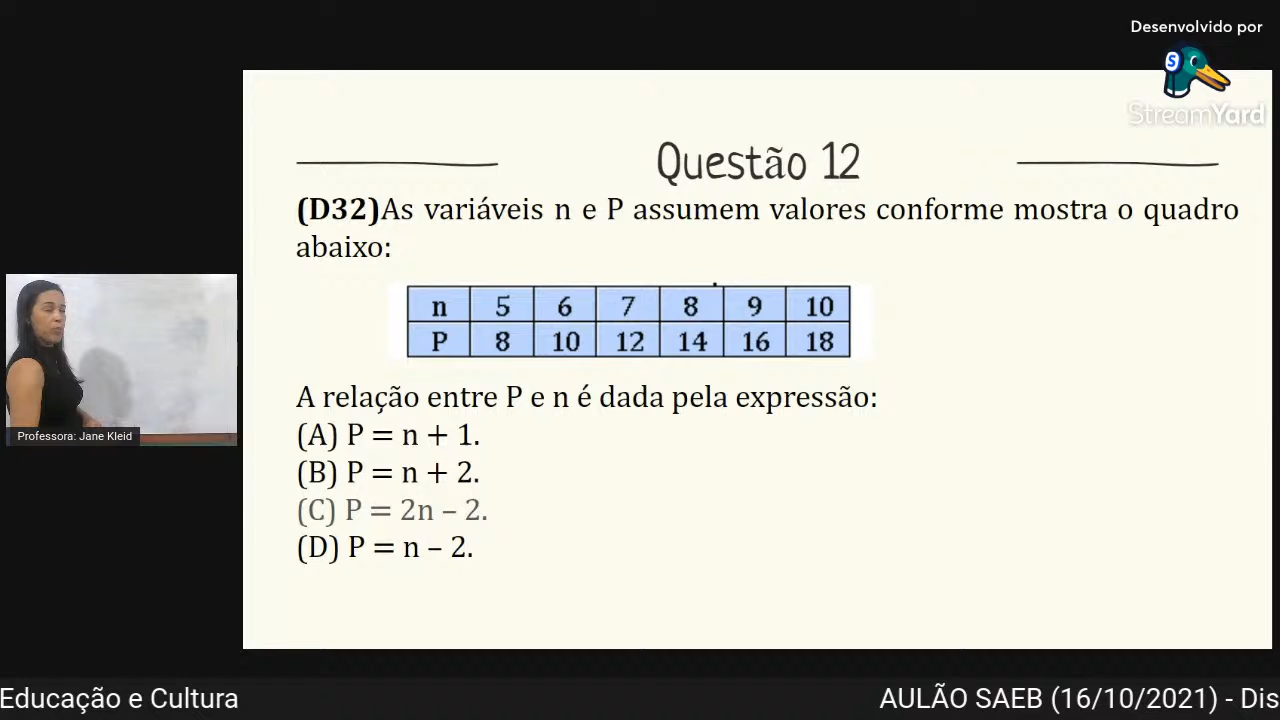 Desenvolvido por
StreamYard
Questão 12
(D32)As variáveis n e P assumem valores conforme mostra o quadro
abaixo:
n 5 6 7 8 9 10
P 8 10 12 14 16 18
A relação entre P e n é dada pela expressão:
(A) P = n + 1.
(B) P = n + 2.
(C) P = 2n – 2.
(D) P = n – 2.
Professora: Jane Kleid
Educação e Cultura
AULÃO SAEB (16/10/2021) - Dis